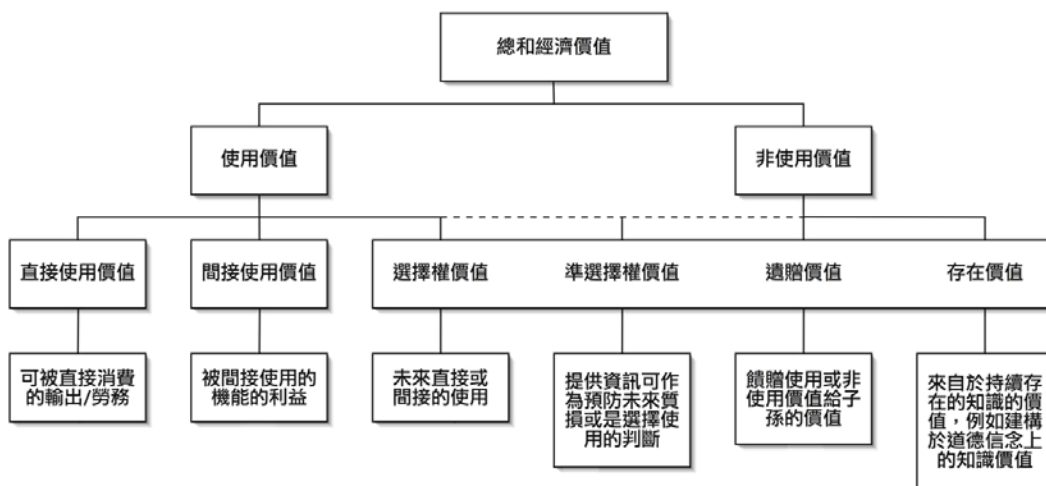 總和經濟價值
使用價值
非使用價值
直接使用價值
間接使用價值
選擇權價值
準選擇權價值
遺贈價值
存在價值
可被直接消費
的輸出/勞務
被間接使用的
機能的利益
未來直接或
間接的使用
提供資訊可作
為預防未來質
損或是選擇使
用的判斷
饋贈使用或非
使用價值給子
孫的價值
來自於持續存
在的知識的價
值，例如建構
於道德信念上
的知識價值